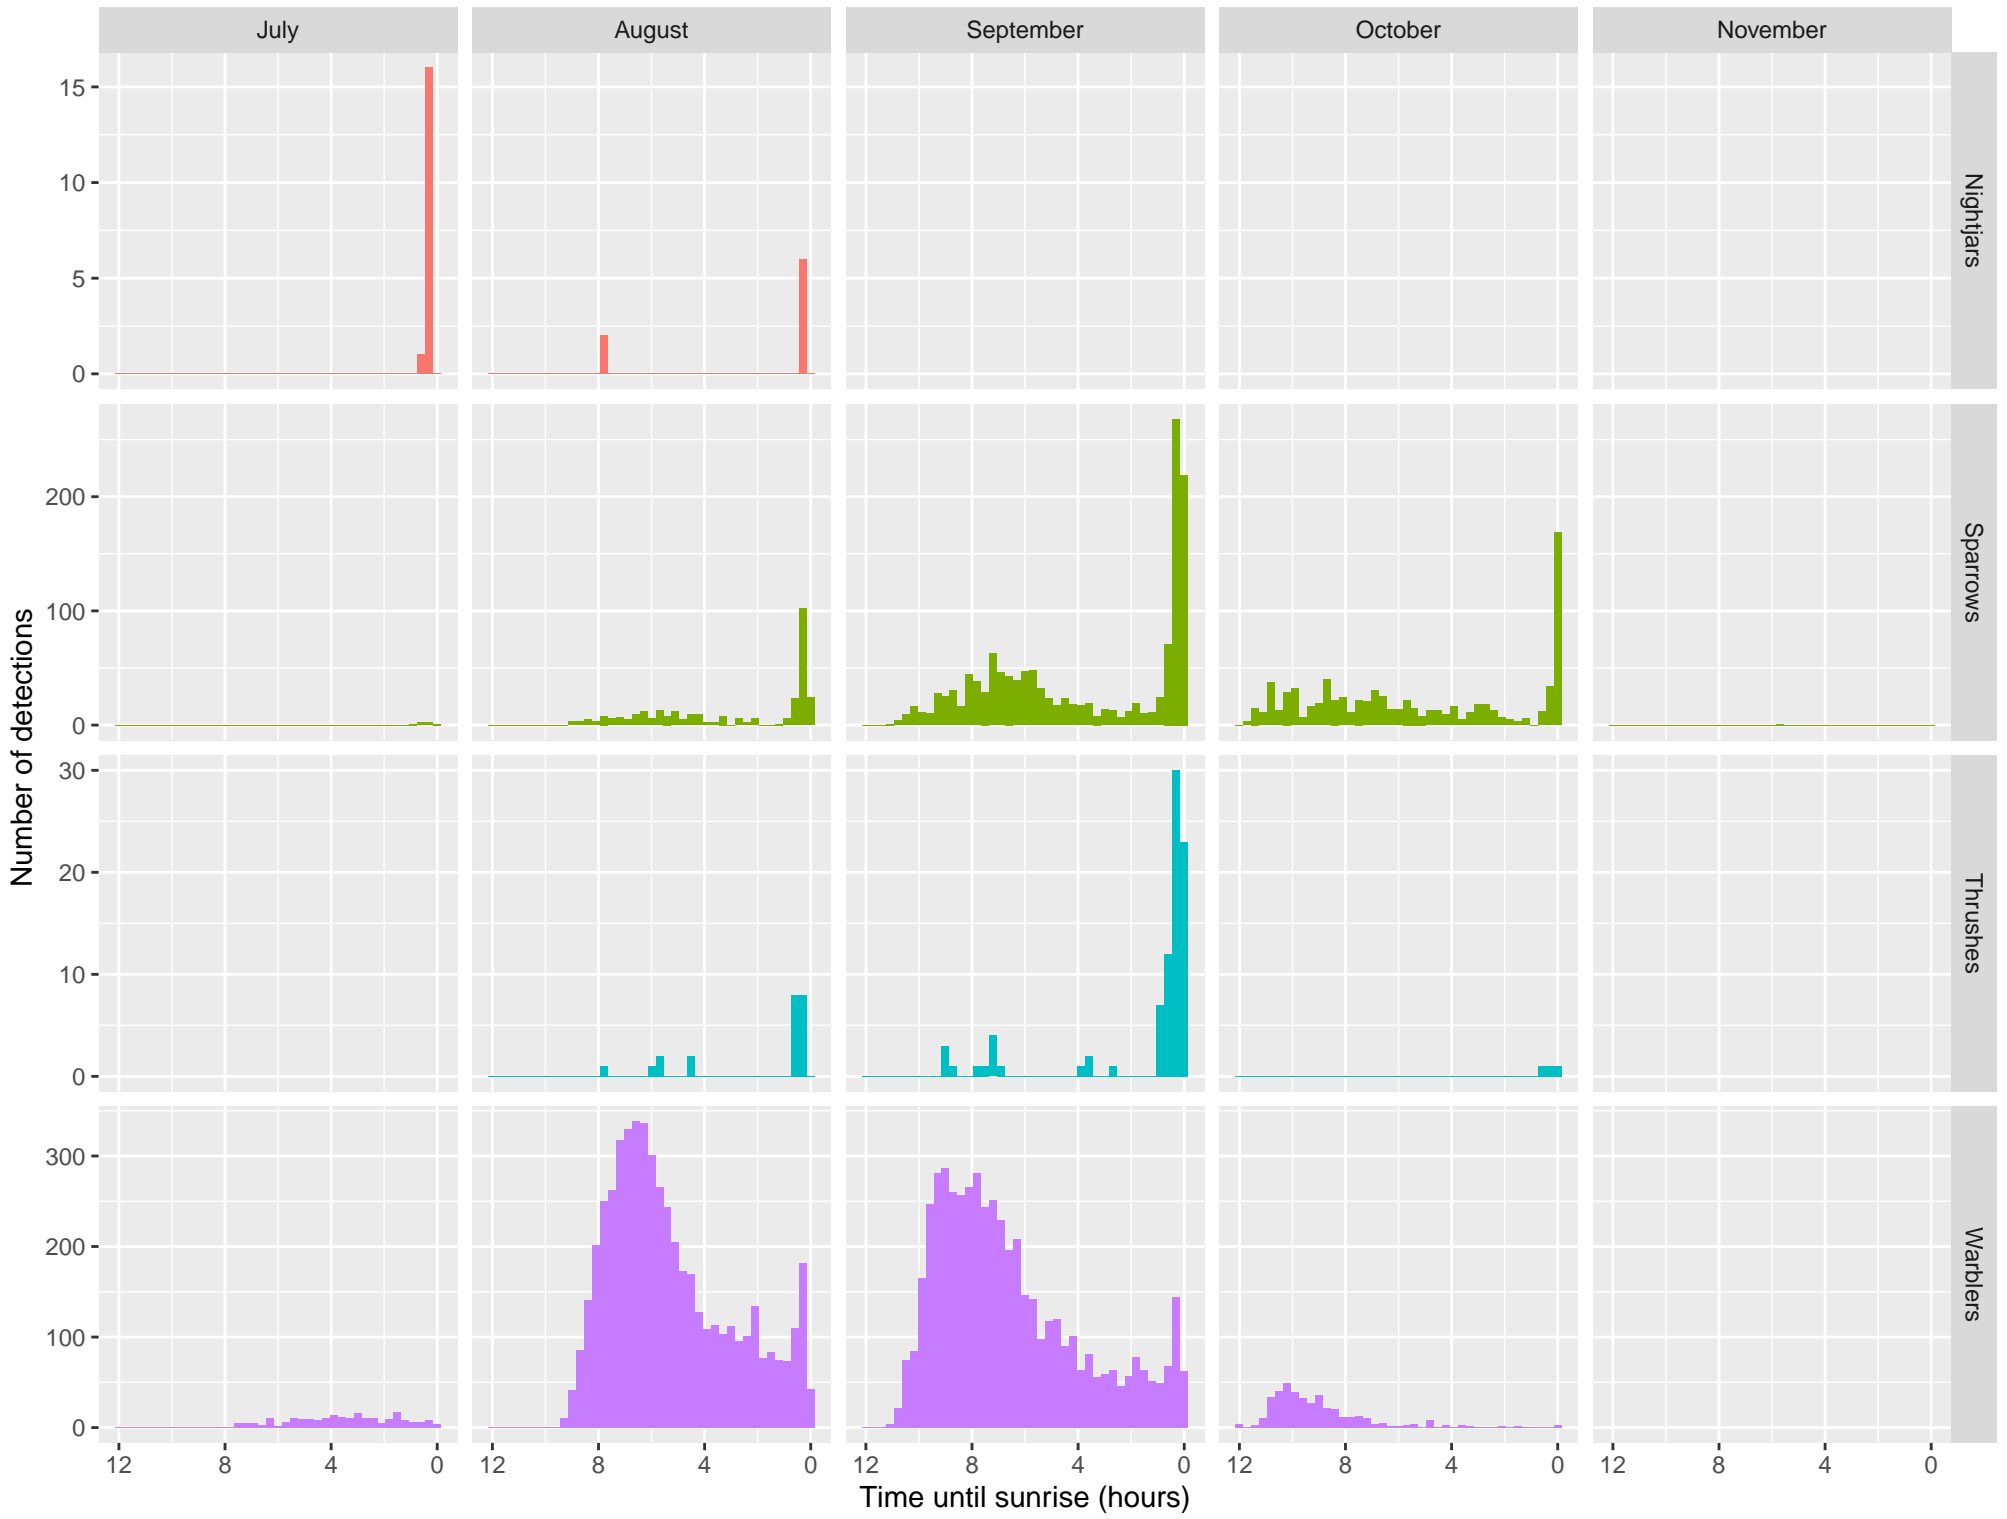 July August September October November
15
10
5
0
Nightjars
200
100
0
Sparrows
Number of detections
30
20
10
0
Thrushes
300
200
100
0
Warblers
12 8 4 0 12 8 4 0 12 8 4 0 12 8 4 0 12 8 4 0
Time until sunrise (hours)